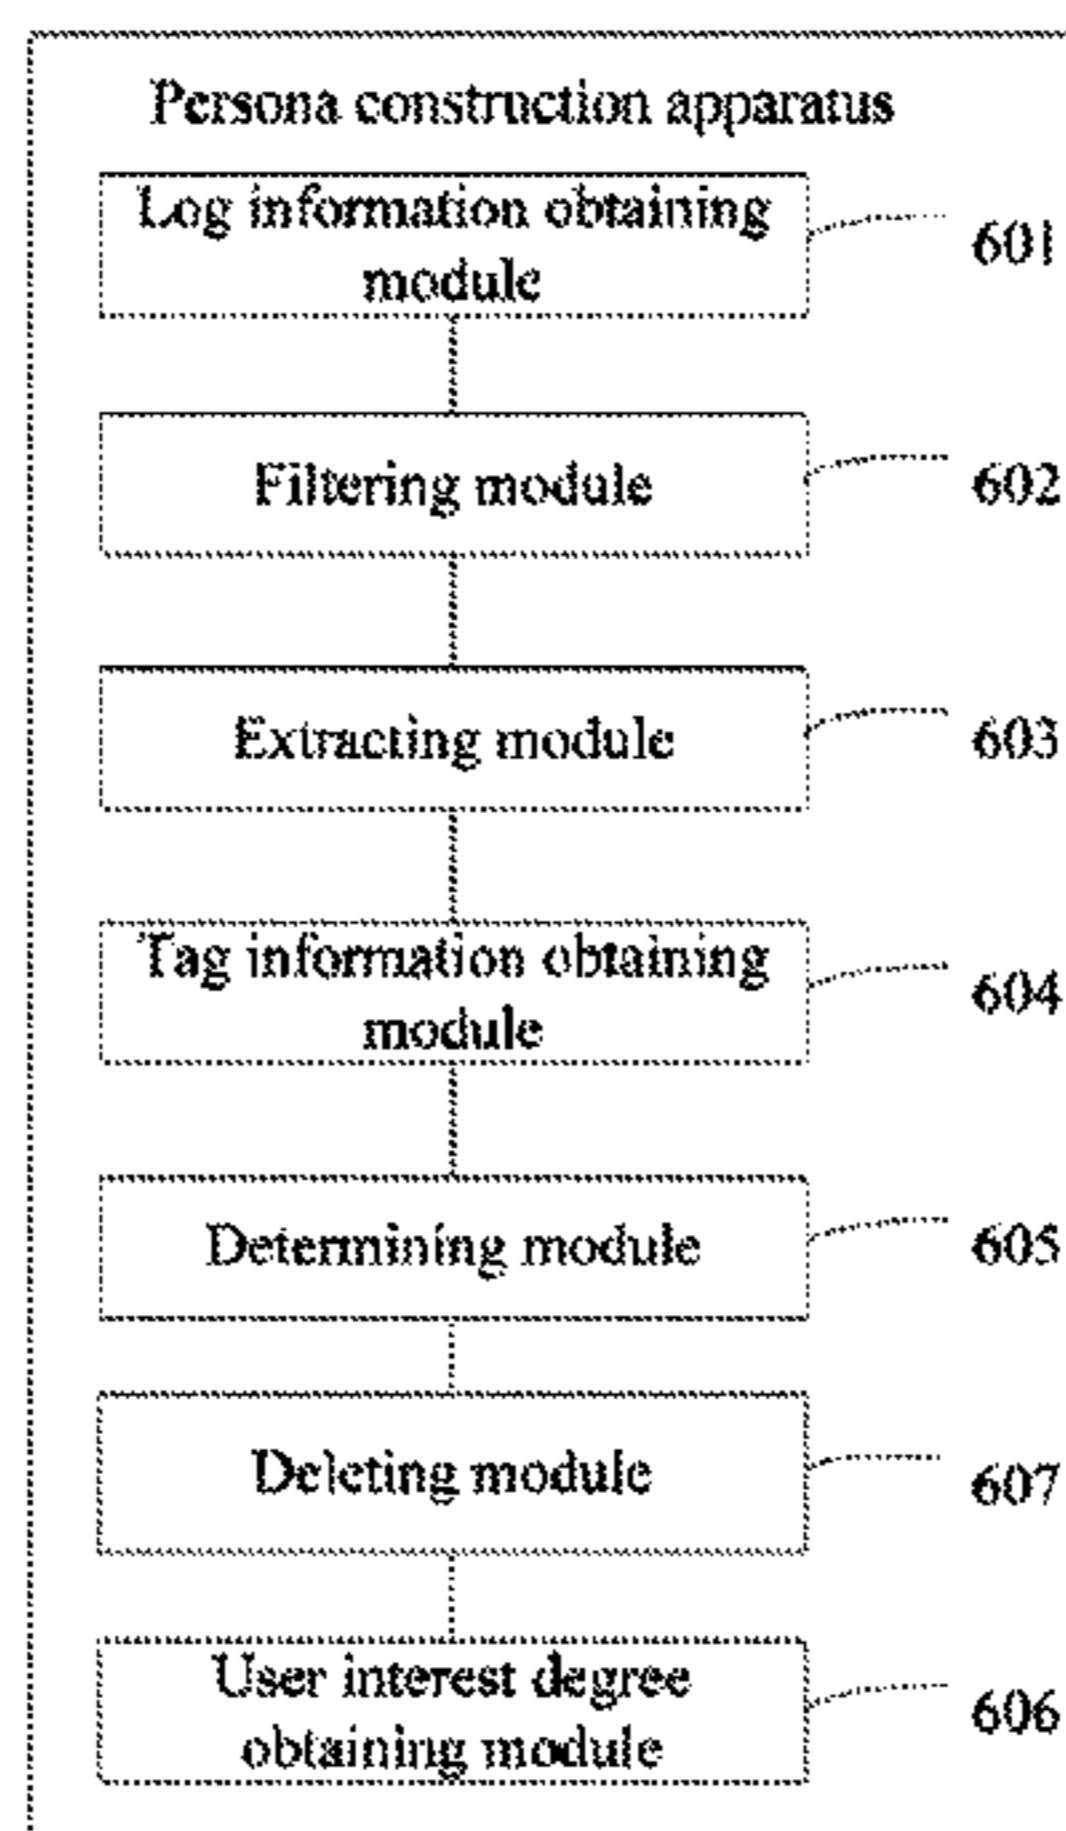 Persona construction apparatus
Log information obtaining
module
601
Filtering module
602
Extracting module
603
Tag information obtaining
module
604
Determining module
605
Deleting module
607
User interest degree
obtaining module
606